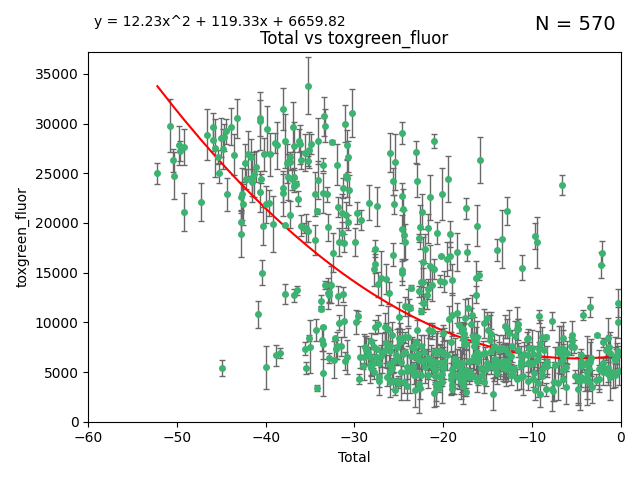 y = 12.23x^2 + 119.33x + 6659.82
N = 570
Total vs toxgreen_fluor
35000
30000
25000
20000
15000
10000
5000
0
toxgreen_fluor
−60 −50 −40 −30 −20 −10 0
Total